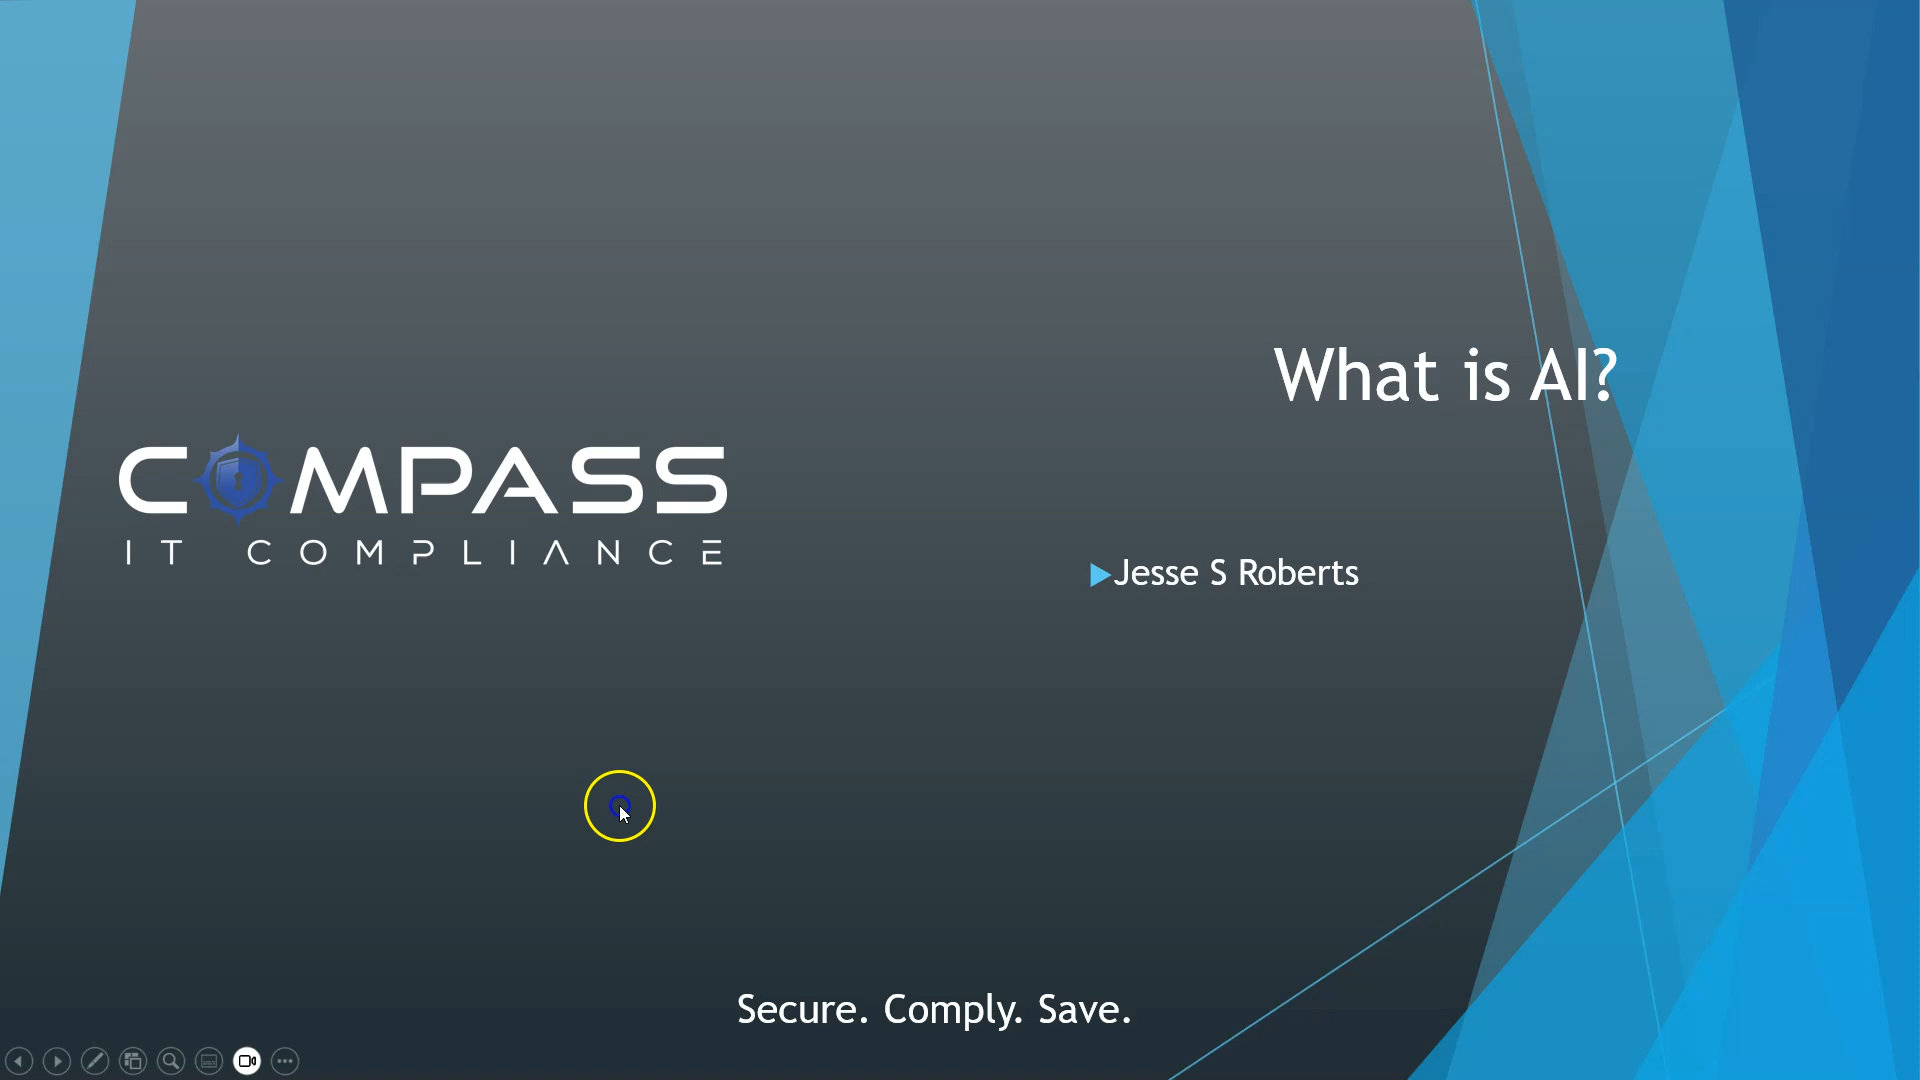 What is AI?
COMPASS
IT COMPLIANCE
Jesse S Roberts
Secure. Comply. Save.